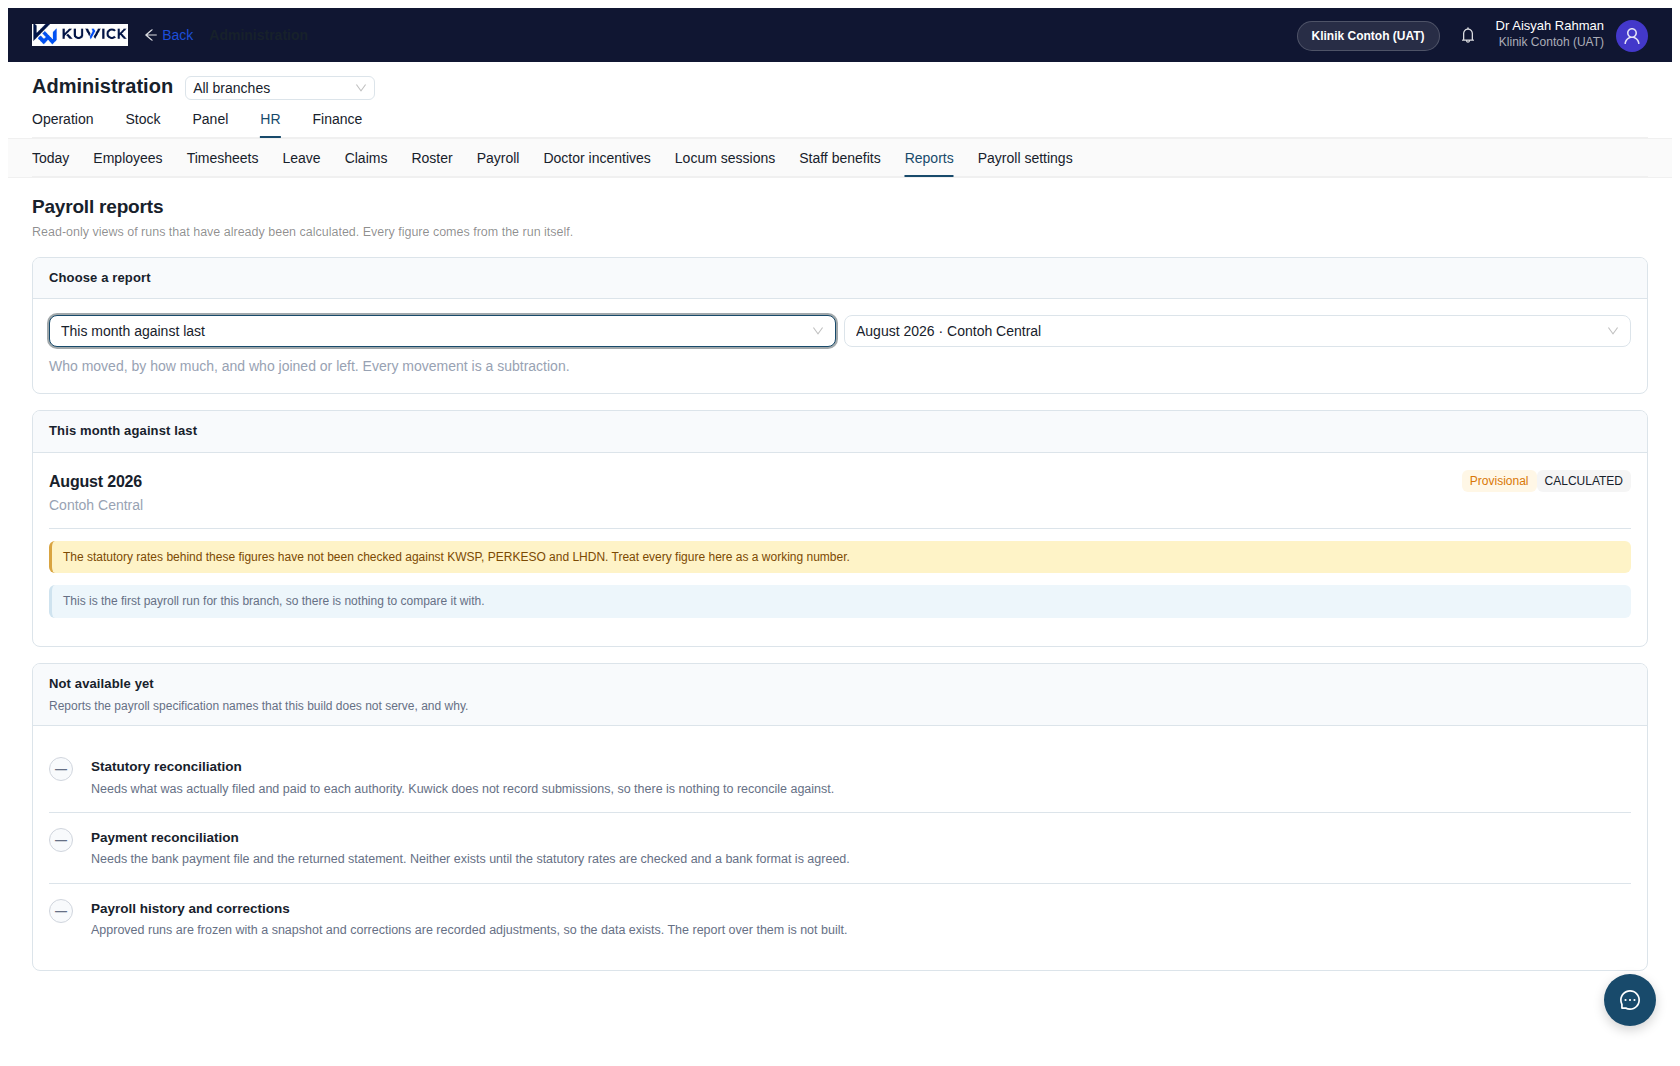 KUWICK
Back
Administration
Klinik Contoh (UAT)
Dr Aisyah Rahman
Klinik Contoh (UAT)
Administration
All branches
Operation Stock Panel HR Finance
Today Employees Timesheets Leave Claims Roster Payroll Doctor incentives Locum sessions Staff benefits Reports Payroll settings
Payroll reports
Read-only views of runs that have already been calculated. Every figure comes from the run itself.
Choose a report
This month against last
August 2026 · Contoh Central
Who moved, by how much, and who joined or left. Every movement is a subtraction.
This month against last
August 2026
Provisional CALCULATED
Contoh Central
The statutory rates behind these figures have not been checked against KWSP, PERKESO and LHDN. Treat every figure here as a working number.
This is the first payroll run for this branch, so there is nothing to compare it with.
Not available yet
Reports the payroll specification names that this build does not serve, and why.
Statutory reconciliation
Needs what was actually filed and paid to each authority. Kuwick does not record submissions, so there is nothing to reconcile against.
Payment reconciliation
Needs the bank payment file and the returned statement. Neither exists until the statutory rates are checked and a bank format is agreed.
Payroll history and corrections
Approved runs are frozen with a snapshot and corrections are recorded adjustments, so the data exists. The report over them is not built.